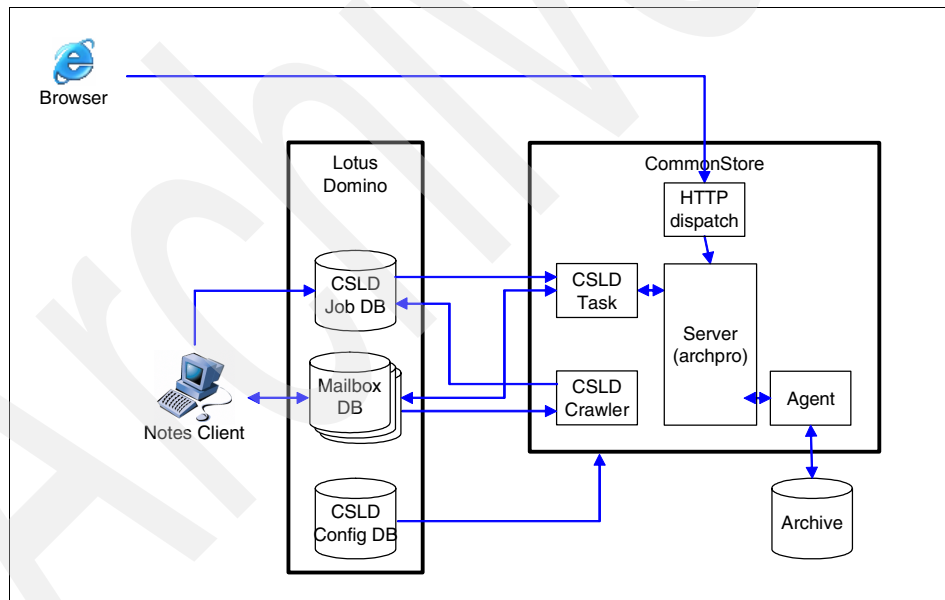 Browser
Lotus
Domino
CommonStore
HTTP
dispatch
CSLD
Job DB
CSLD
Task
Server
(archpro)
Mailbox
DB
CSLD
Crawler
Agent
Notes Client
CSLD
Config DB
Archive
Archive